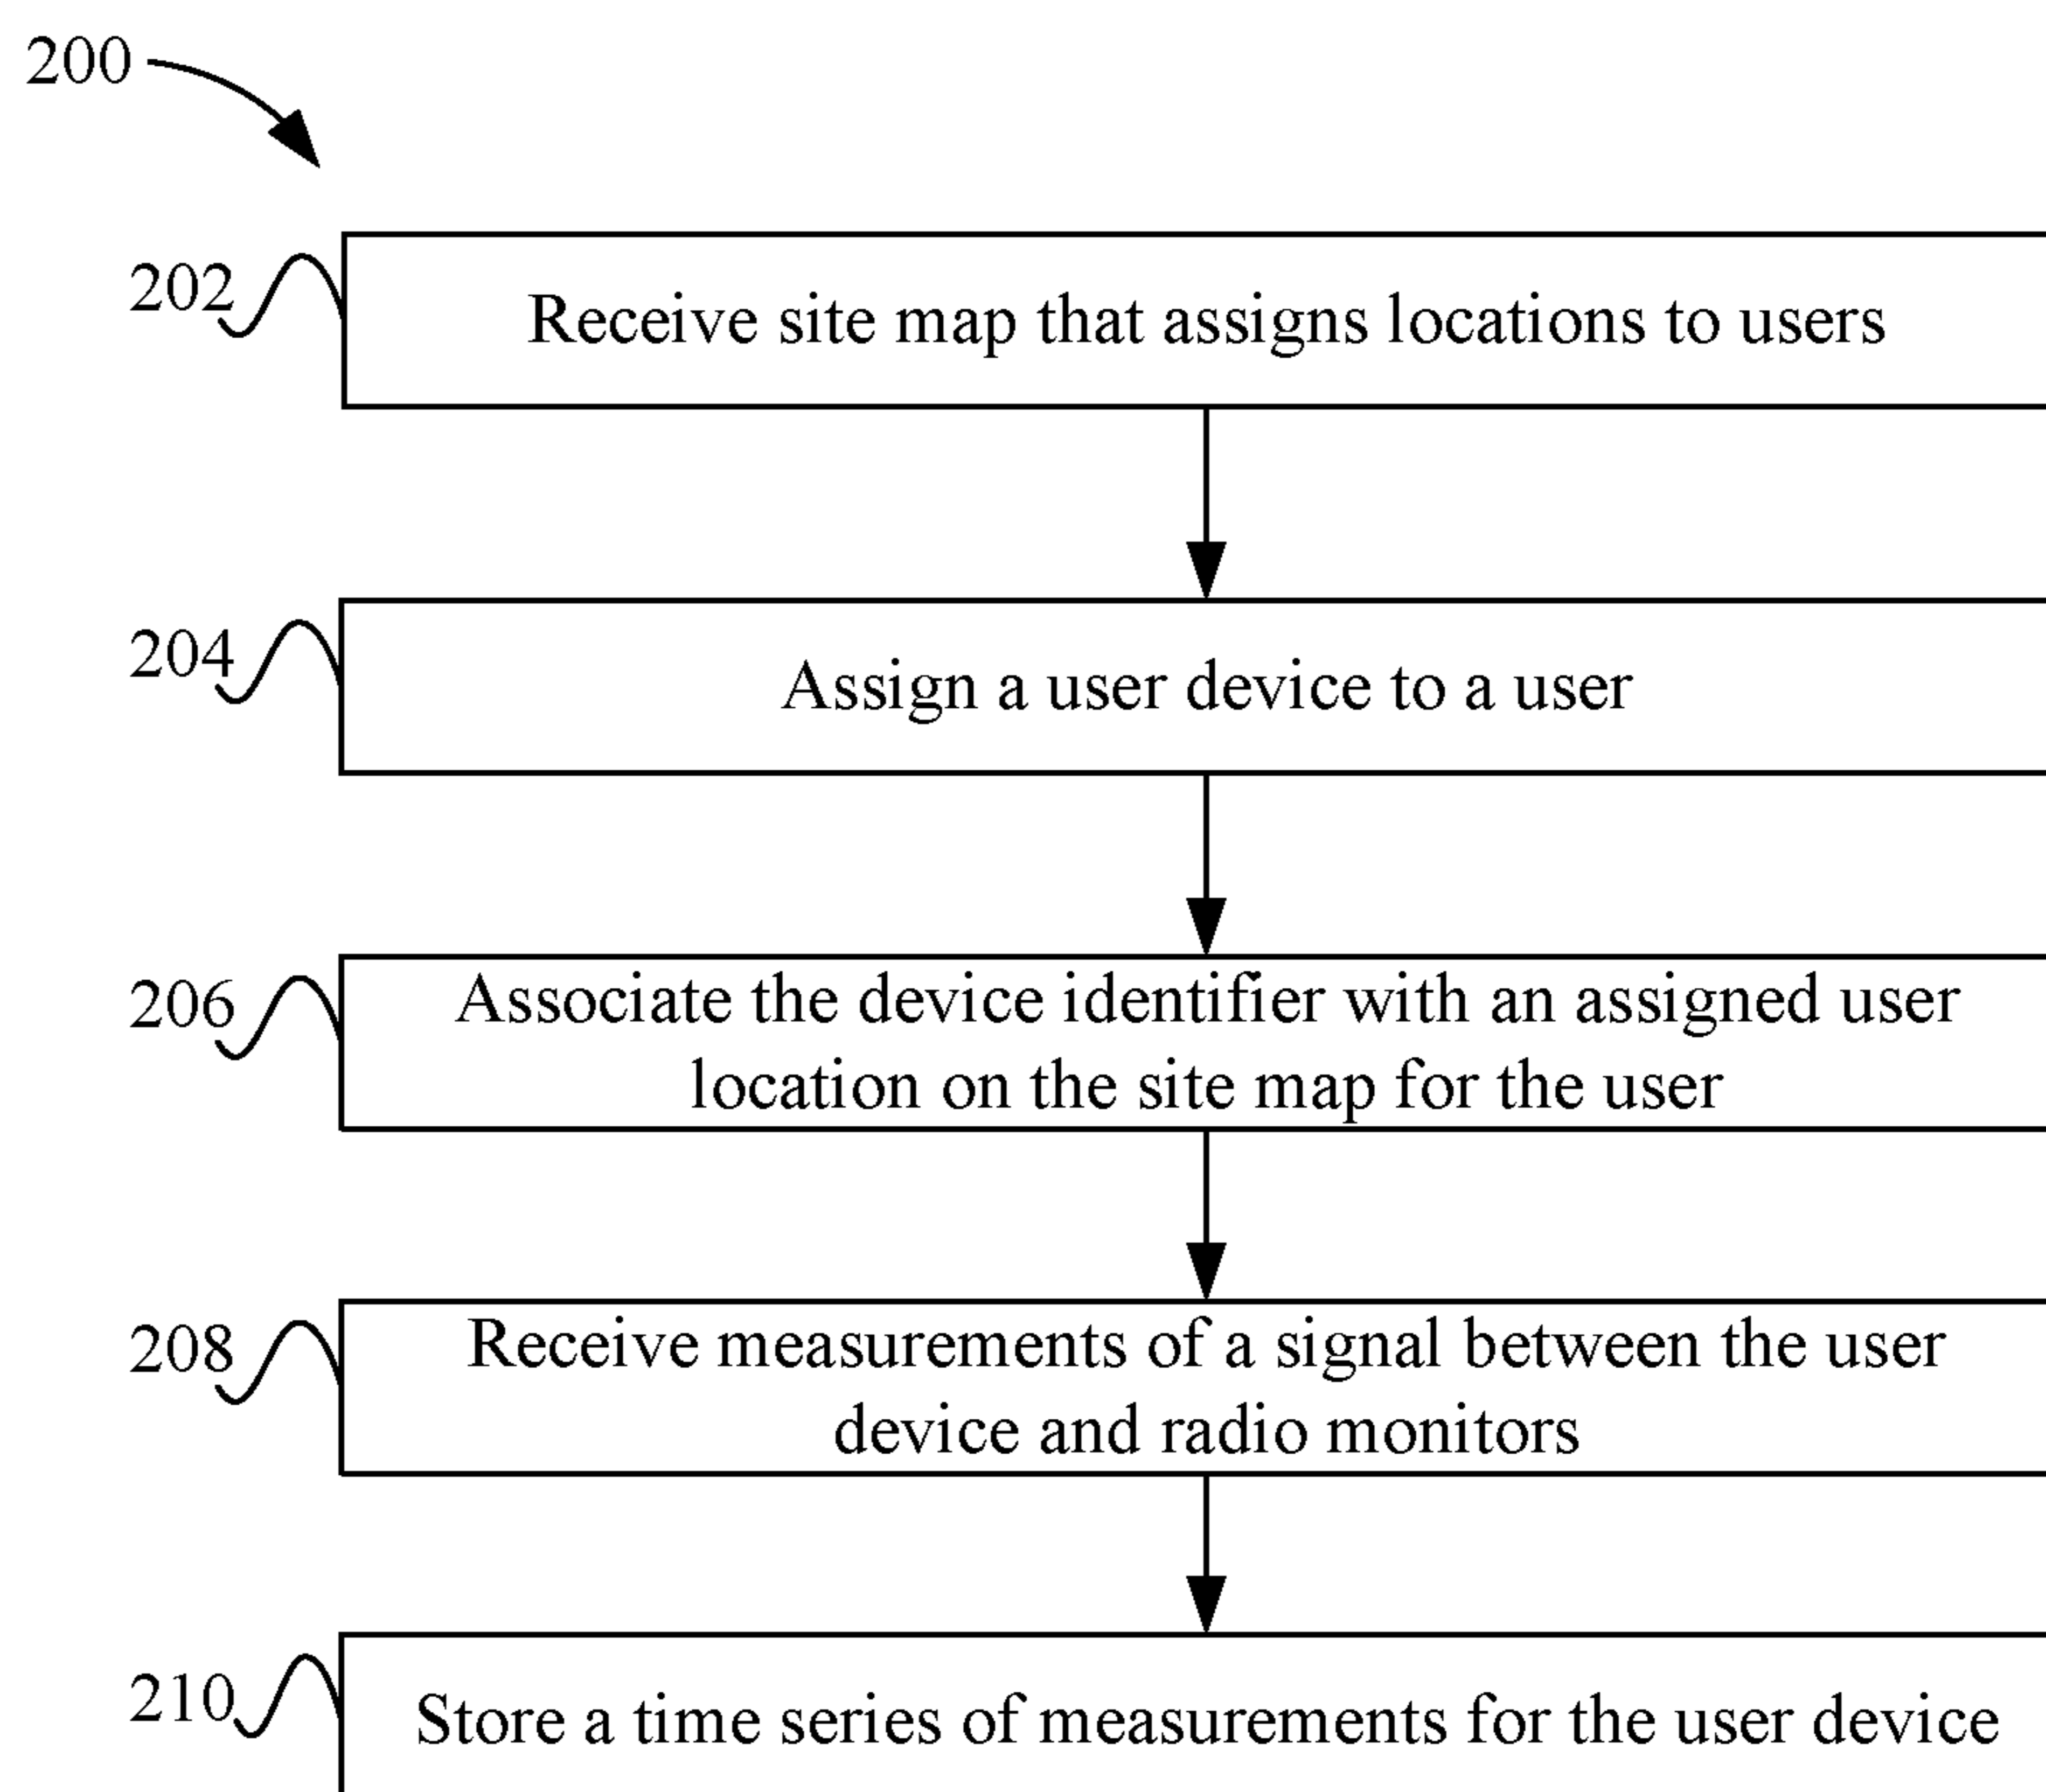 200
202
Receive site map that assigns locations to users
204
Assign a user device to a user
206
Associate the device identifier with an assigned user
location on the site map for the user
208
Receive measurements of a signal between the user
device and radio monitors
210
Store a time series of measurements for the user device